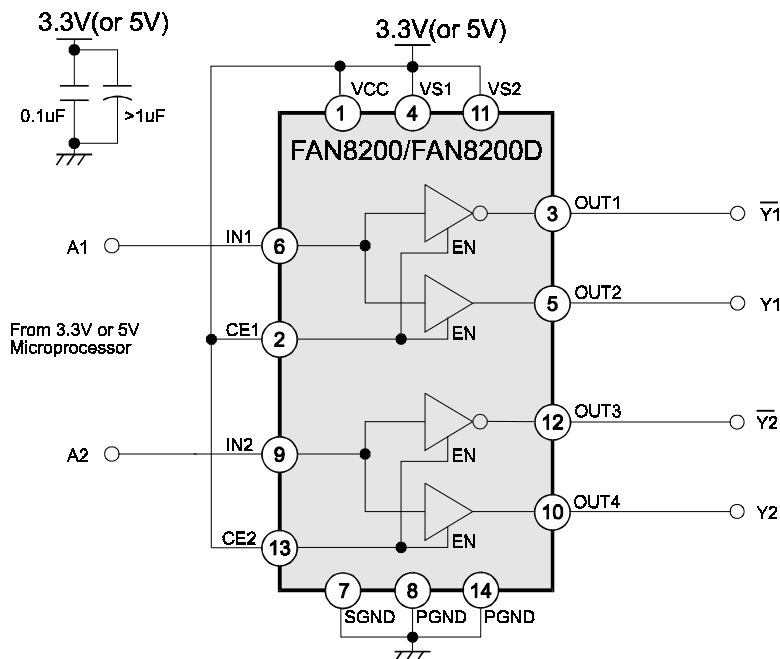 3.3V(or 5V)
0.1uF
>1uF
3.3V(or 5V)
VCC
VS1
VS2
1
4
11
FAN8200/FAN8200D
A1
IN1
6
EN
3
OUT1
Y1
EN
5
OUT2
Y1
From 3.3V or 5V
Microprocessor
CE1
2
A2
IN2
9
EN
12
OUT3
Y2
EN
10
OUT4
Y2
CE2
13
7
8
14
SGND
PGND
PGND